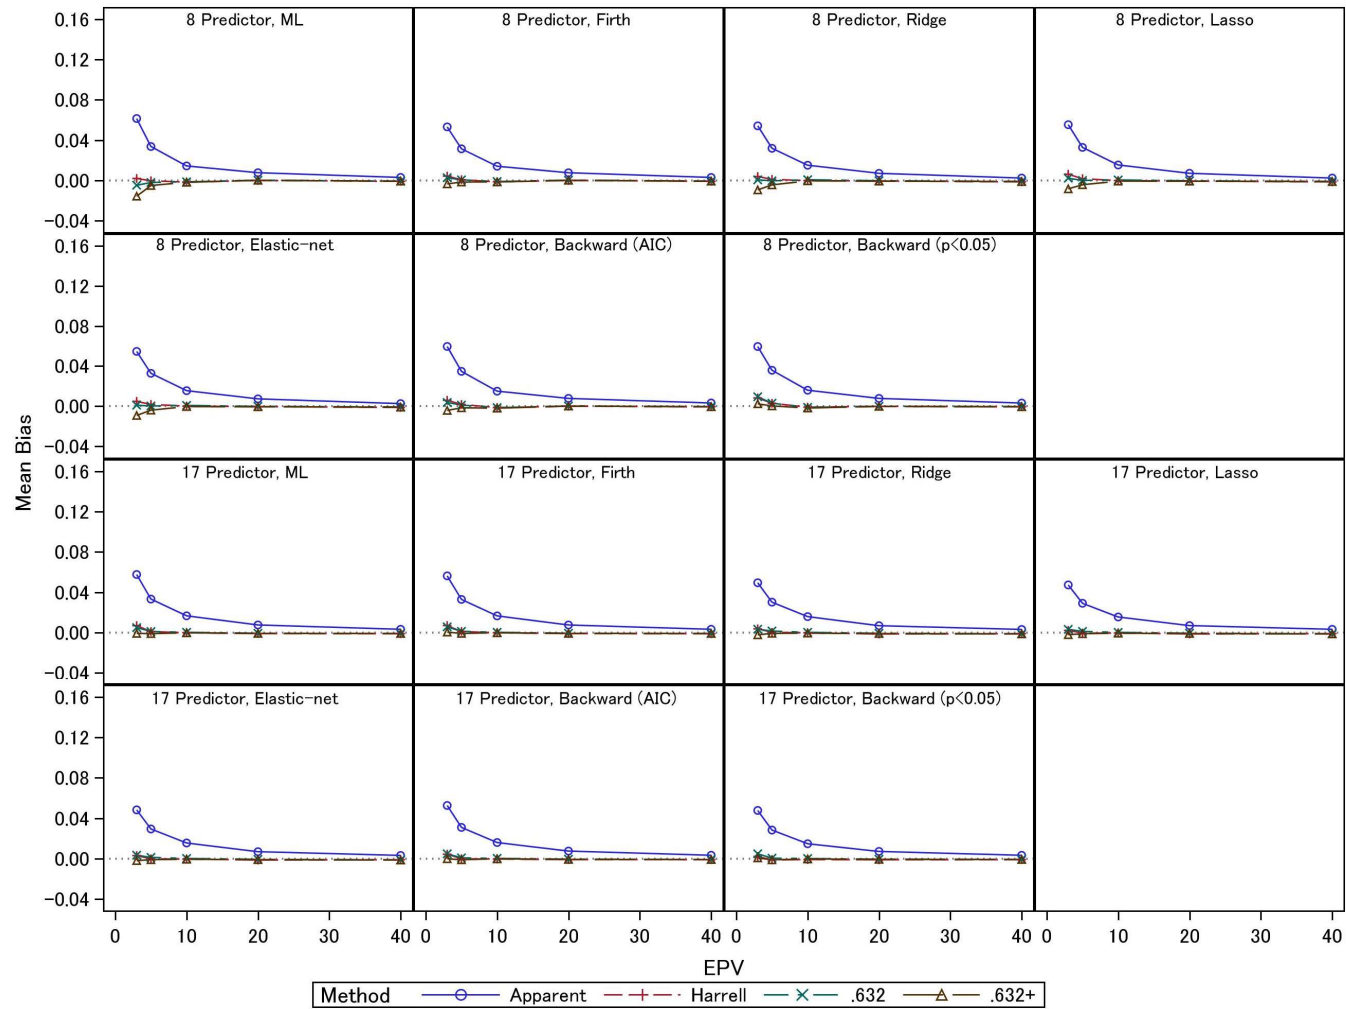 8 Predictor, ML
8 Predictor, Firth
8 Predictor, Ridge
8 Predictor, Lasso
0.16
0.12
0.08
0.04
0.00
−0.04
8 Predictor, Elastic-net
8 Predictor, Backward (AIC)
8 Predictor, Backward (p<0.05)
0.16
0.12
0.08
0.04
0.00
−0.04
Mean Bias
17 Predictor, ML
17 Predictor, Firth
17 Predictor, Ridge
17 Predictor, Lasso
0.16
0.12
0.08
0.04
0.00
−0.04
17 Predictor, Elastic-net
17 Predictor, Backward (AIC)
17 Predictor, Backward (p<0.05)
0.16
0.12
0.08
0.04
0.00
−0.04
0 10 20 30 40 0 10 20 30 40 0 10 20 30 40 0 10 20 30 40
EPV
Method Apparent Harrell .632 .632+